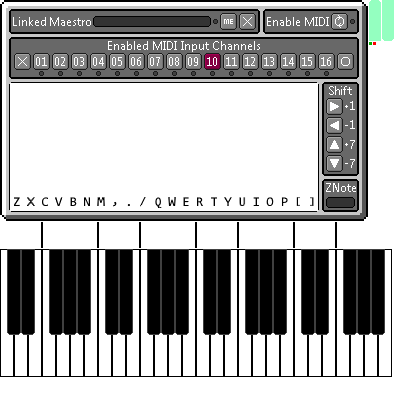 Linked Maestro ME Enable MIDI
Enabled MIDI Input Channels
01 02 03 04 05 06 07 08 09 10 11 12 13 14 15 16
Shift
+1
-1
+7
-7
ZNote
Z X C V B N M , . / Q W E R T Y U I O P [ ]